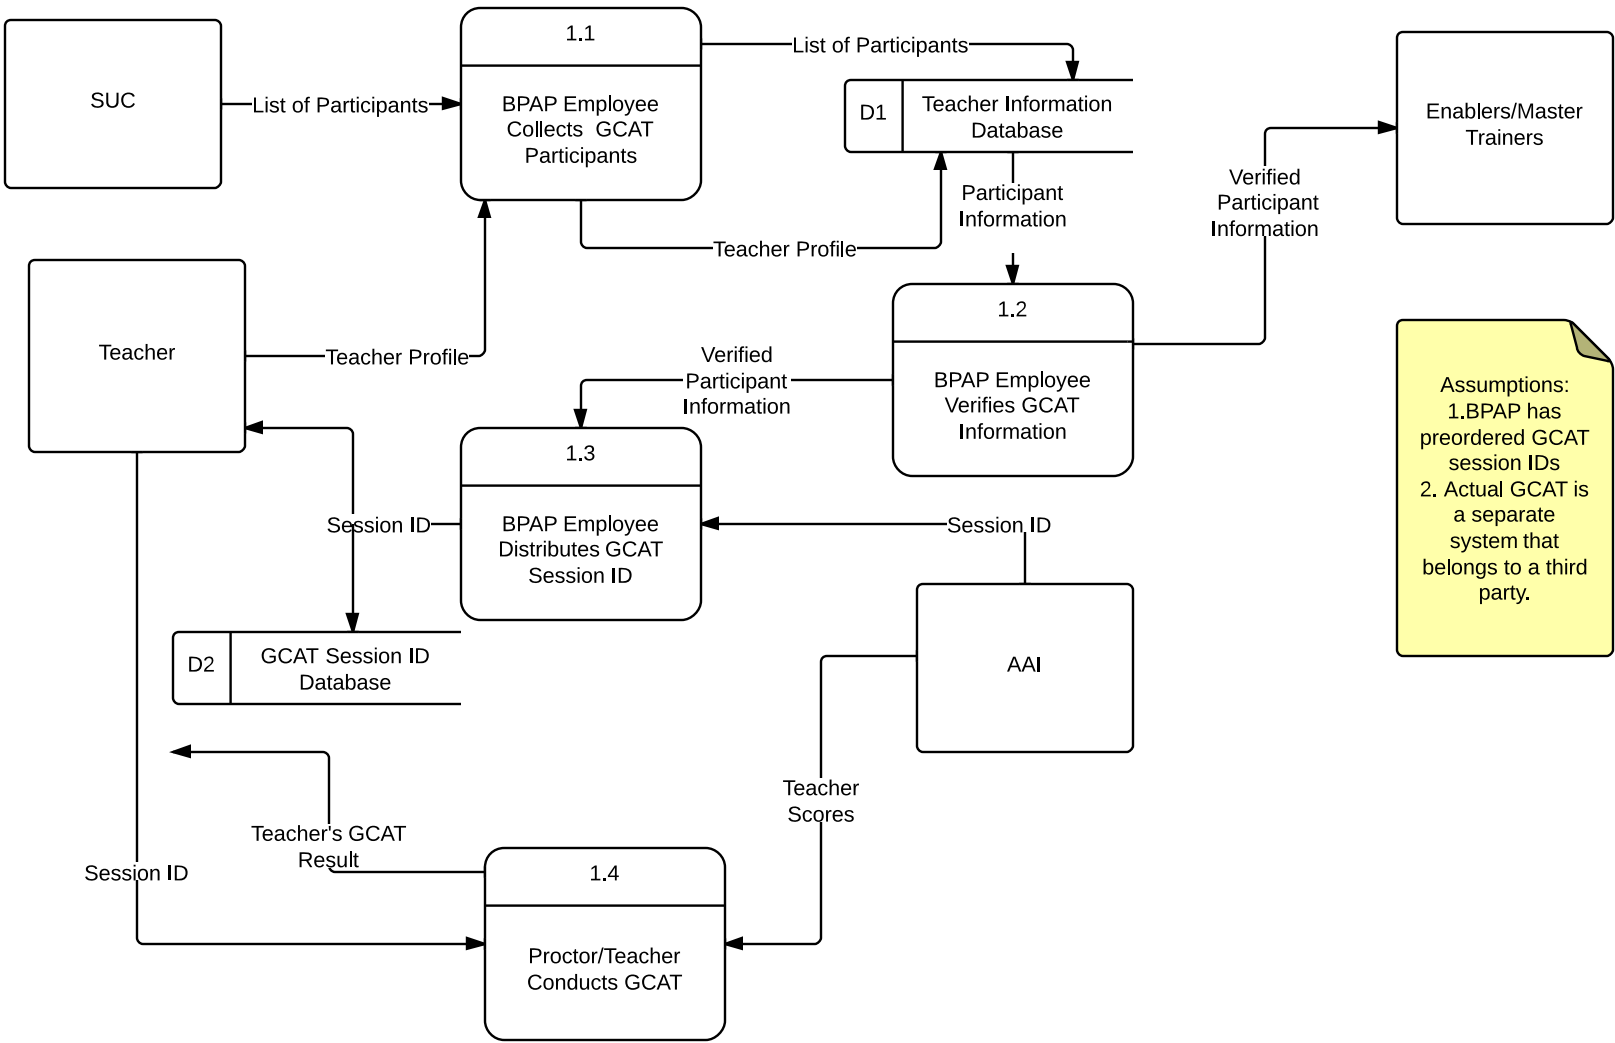 SUC
List of Participants
1.1
BPAP Employee
Collects GCAT
Participants
List of Participants
D1
Teacher Information
Database
Enablers/Master
Trainers
Participant
Information
Verified
Participant
Information
Teacher Profile
Teacher
Teacher Profile
1.2
BPAP Employee
Verifies GCAT
Information
Verified
Participant
Information
Assumptions:
1.BPAP has
preordered GCAT
session IDs
2. Actual GCAT is
a separate
system that
belongs to a third
party.
1.3
BPAP Employee
Distributes GCAT
Session ID
Session ID
Session ID
D2
GCAT Session ID
Database
AAI
Teacher
Scores
Teacher's GCAT
Result
Session ID
1.4
Proctor/Teacher
Conducts GCAT